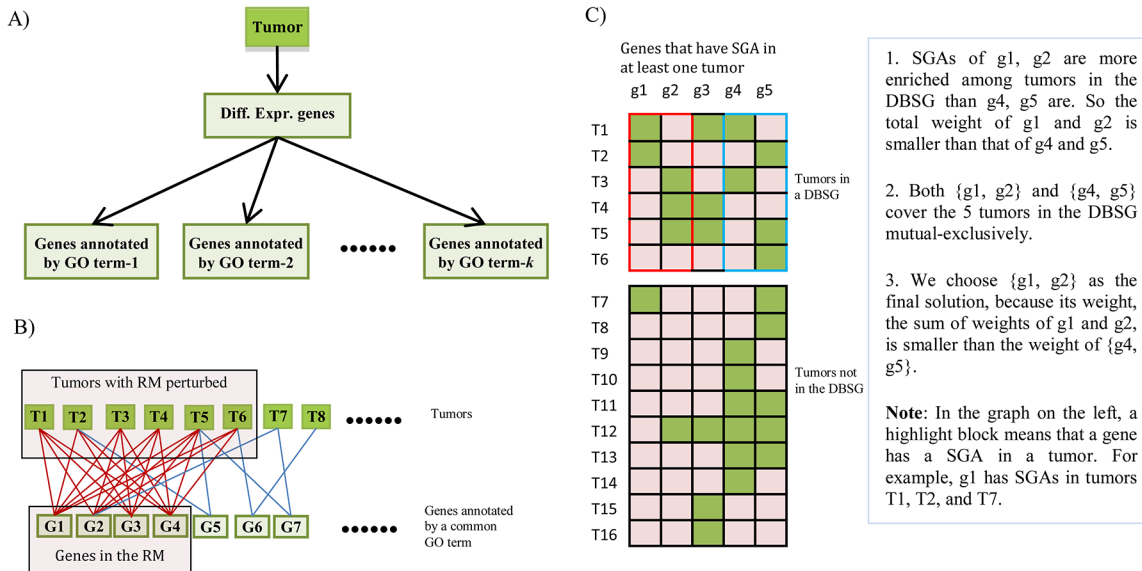 A)
Tumor
Diff. Expr. genes
Genes annotated
by GO term-1
Genes annotated
by GO term-2
Genes annotated
by GO term-k
B)
Tumors with RM perturbed
T1 T2 T3 T4 T5 T6 T7 T8
Tumors
G1 G2 G3 G4 G5 G6 G7
Genes annotated
by a common
GO term
Genes in the RM
C)
Genes that have SGA in
at least one tumor
g1 g2 g3 g4 g5
T1
T2
T3
T4
T5
T6
Tumors in
a DBSG
T7
T8
T9
T10
T11
T12
T13
T14
T15
T16
Tumors not
in the DBSG
1. SGAs of g1, g2 are more
enriched among tumors in the
DBSG than g4, g5 are. So the
total weight of g1 and g2 is
smaller than that of g4 and g5.
2. Both {g1, g2} and {g4, g5}
cover the 5 tumors in the DBSG
mutual-exclusively.
3. We choose {g1, g2} as the
final solution, because its weight,
the sum of weights of g1 and g2,
is smaller than the weight of {g4,
g5}.
Note: In the graph on the left, a
highlight block means that a gene
has a SGA in a tumor. For
example, g1 has SGAs in tumors
T1, T2, and T7.